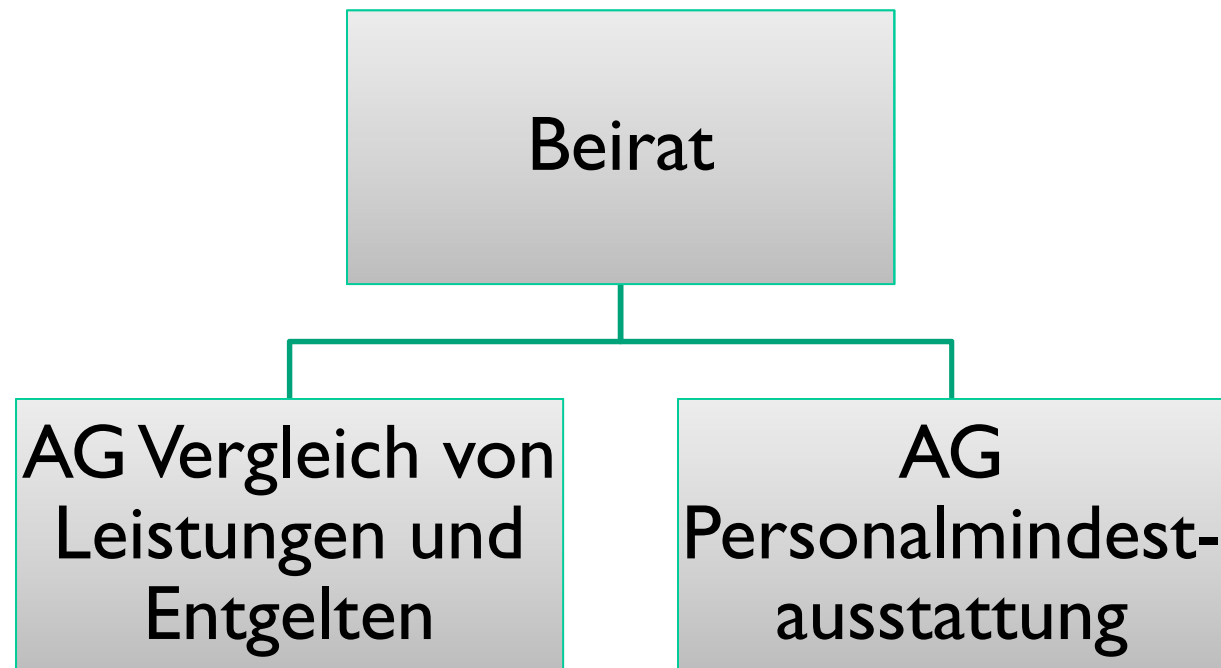 Beirat
AG Vergleich von
Leistungen und
Entgelten
AG
Personalmindest-
ausstattung